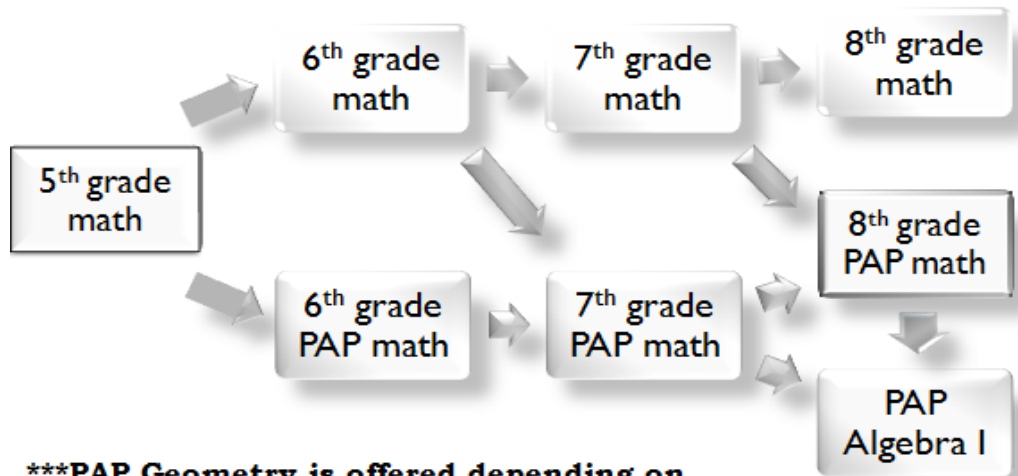 6th grade
math
7th grade
math
8th grade
math
5th grade
math
8th grade
PAP math
6th grade
PAP math
7th grade
PAP math
PAP
Algebra I
***PAP Geometry is offered depending on